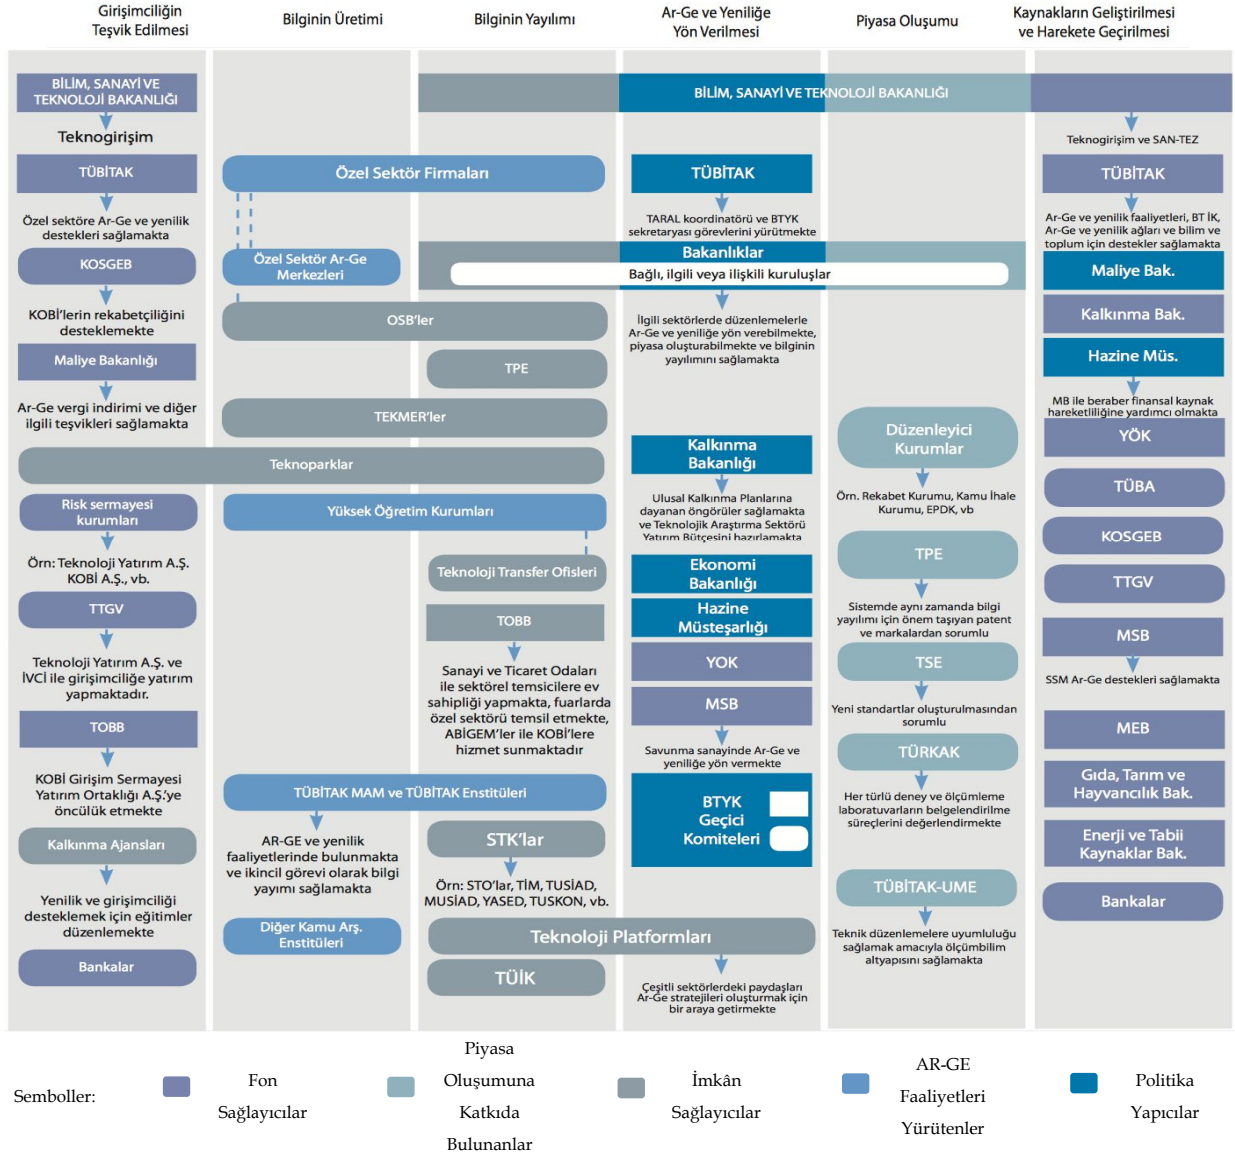 Girişimciliğin
Teşvik Edilmesi
Bilginin Üretimi
Bilginin Yayılımı
Ar-Ge ve Yeniliğe
Yön Verilmesi
Piyasa Oluşumu
Kaynakların Geliştirilmesi
ve Harekete Geçirilmesi
BİLİM, SANAYİ VE
TEKNOLOJİ BAKANLIĞI
Teknogirişim
TÜBİTAK
Özel sektöre Ar-Ge ve yenilik
destekleri sağlamakta
KOSGEB
KOBİ'lerin rekabetçiliğini
desteklemekte
Maliye Bakanlığı
Ar-Ge vergi indirimi ve diğer
ilgili teşvikleri sağlamakta
Teknoparklar
Risk sermayesi
kurumları
Örn: Teknoloji Yatırım A.Ş.
KOBİ A.Ş., vb.
TTGV
Teknoloji Yatırım A.Ş. ve
İVCİ ile girişimciliğe yatırım
yapmaktadır.
TOBB
KOBİ Girişim Sermayesi
Yatırım Ortaklığı A.Ş.'ye
öncülük etmekte
Kalkınma Ajansları
Yenilik ve girişimciliği
desteklemek için eğitimler
düzenlemekte
Bankalar
Özel Sektör Firmaları
Özel Sektör Ar-Ge
Merkezleri
OSB'ler
TPE
TEKMER'ler
Yüksek Öğretim Kurumları
Teknoloji Transfer Ofisleri
TOBB
Sanayi ve Ticaret Odaları
ile sektörel temsicilere ev
sahipliği yapmakta, fuarlarda
özel sektörü temsil etmekte,
ABİGEM'ler ile KOBİ'lere
hizmet sunmaktadır
TÜBİTAK MAM ve TÜBİTAK Enstitüleri
AR-GE ve yenilik
faaliyetlerinde bulunmakta
ve ikincil görevi olarak bilgi
yayımı sağlamakta
Diğer Kamu Arş.
Enstitüleri
STK'lar
Örn: STO'lar, TİM, TUSİAD,
MUSİAD, YASED, TUSKON, vb.
Teknoloji Platformları
TÜİK
BİLİM, SANAYİ VE TEKNOLOJİ BAKANLIĞI
TÜBİTAK
TARAL koordinatörü ve BTYK
sekretaryası görevlerini yürütmekte
Bakanlıklar
Bağlı, ilgili veya ilişkili kuruluşlar
İlgili sektörlerde düzenlemelerle
Ar-Ge ve yeniliğe yön verebilmekte,
piyasa oluşturabilmekte ve bilginin
yayılımını sağlamakta
Kalkınma
Bakanlığı
Ulusal Kalkınma Planlarına
dayanan öngörüler sağlamakta
ve Teknolojik Araştırma Sektörü
Yatırım Bütçesini hazırlamakta
Ekonomi
Bakanlığı
Hazine
Müsteşarlığı
YOK
MSB
Savunma sanayinde Ar-Ge ve
yeniliğe yön vermekte
BTYK
Geçici
Komiteleri
Çeşitli sektörlerdeki paydaşları
Ar-Ge stratejileri oluşturmak için
bir araya getirmekte
Düzenleyici
Kurumlar
Örn. Rekabet Kurumu, Kamu İhale
Kurumu, EPDK, vb
TPE
Sistemde aynı zamanda bilgi
yayılımı için önem taşıyan patent
ve markalardan sorumlu
TSE
Yeni standartlar oluşturulmasından
sorumlu
TÜRKAK
Her türlü deney ve ölçümleme
laboratuvarların belgelendirilme
süreçlerini değerlendirmekte
TÜBİTAK-UME
Teknik düzenlemelere uyumluluğu
sağlamak amacıyla ölçümbilim
altyapısını sağlamakta
Teknogirişim ve SAN-TEZ
TÜBİTAK
Ar-Ge ve yenilik faaliyetleri, BT İK,
Ar-Ge ve yenilik ağları ve bilim ve
toplum için destekler sağlamakta
Maliye Bak.
Kalkınma Bak.
Hazine Müs.
MB ile beraber finansal kaynak
hareketliliğine yardımcı olmakta
YÖK
TÜBA
KOSGEB
TTGV
MSB
SSM Ar-Ge destekleri sağlamakta
MEB
Gıda, Tarım ve
Hayvancılık Bak.
Enerji ve Tabii
Kaynaklar Bak.
Bankalar
Semboller:
Fon
Sağlayıcılar
Piyasa
Oluşumuna
Katkıda
Bulunanlar
İmkân
Sağlayıcılar
AR-GE
Faaliyetleri
Yürütenler
Politika
Yapıcılar